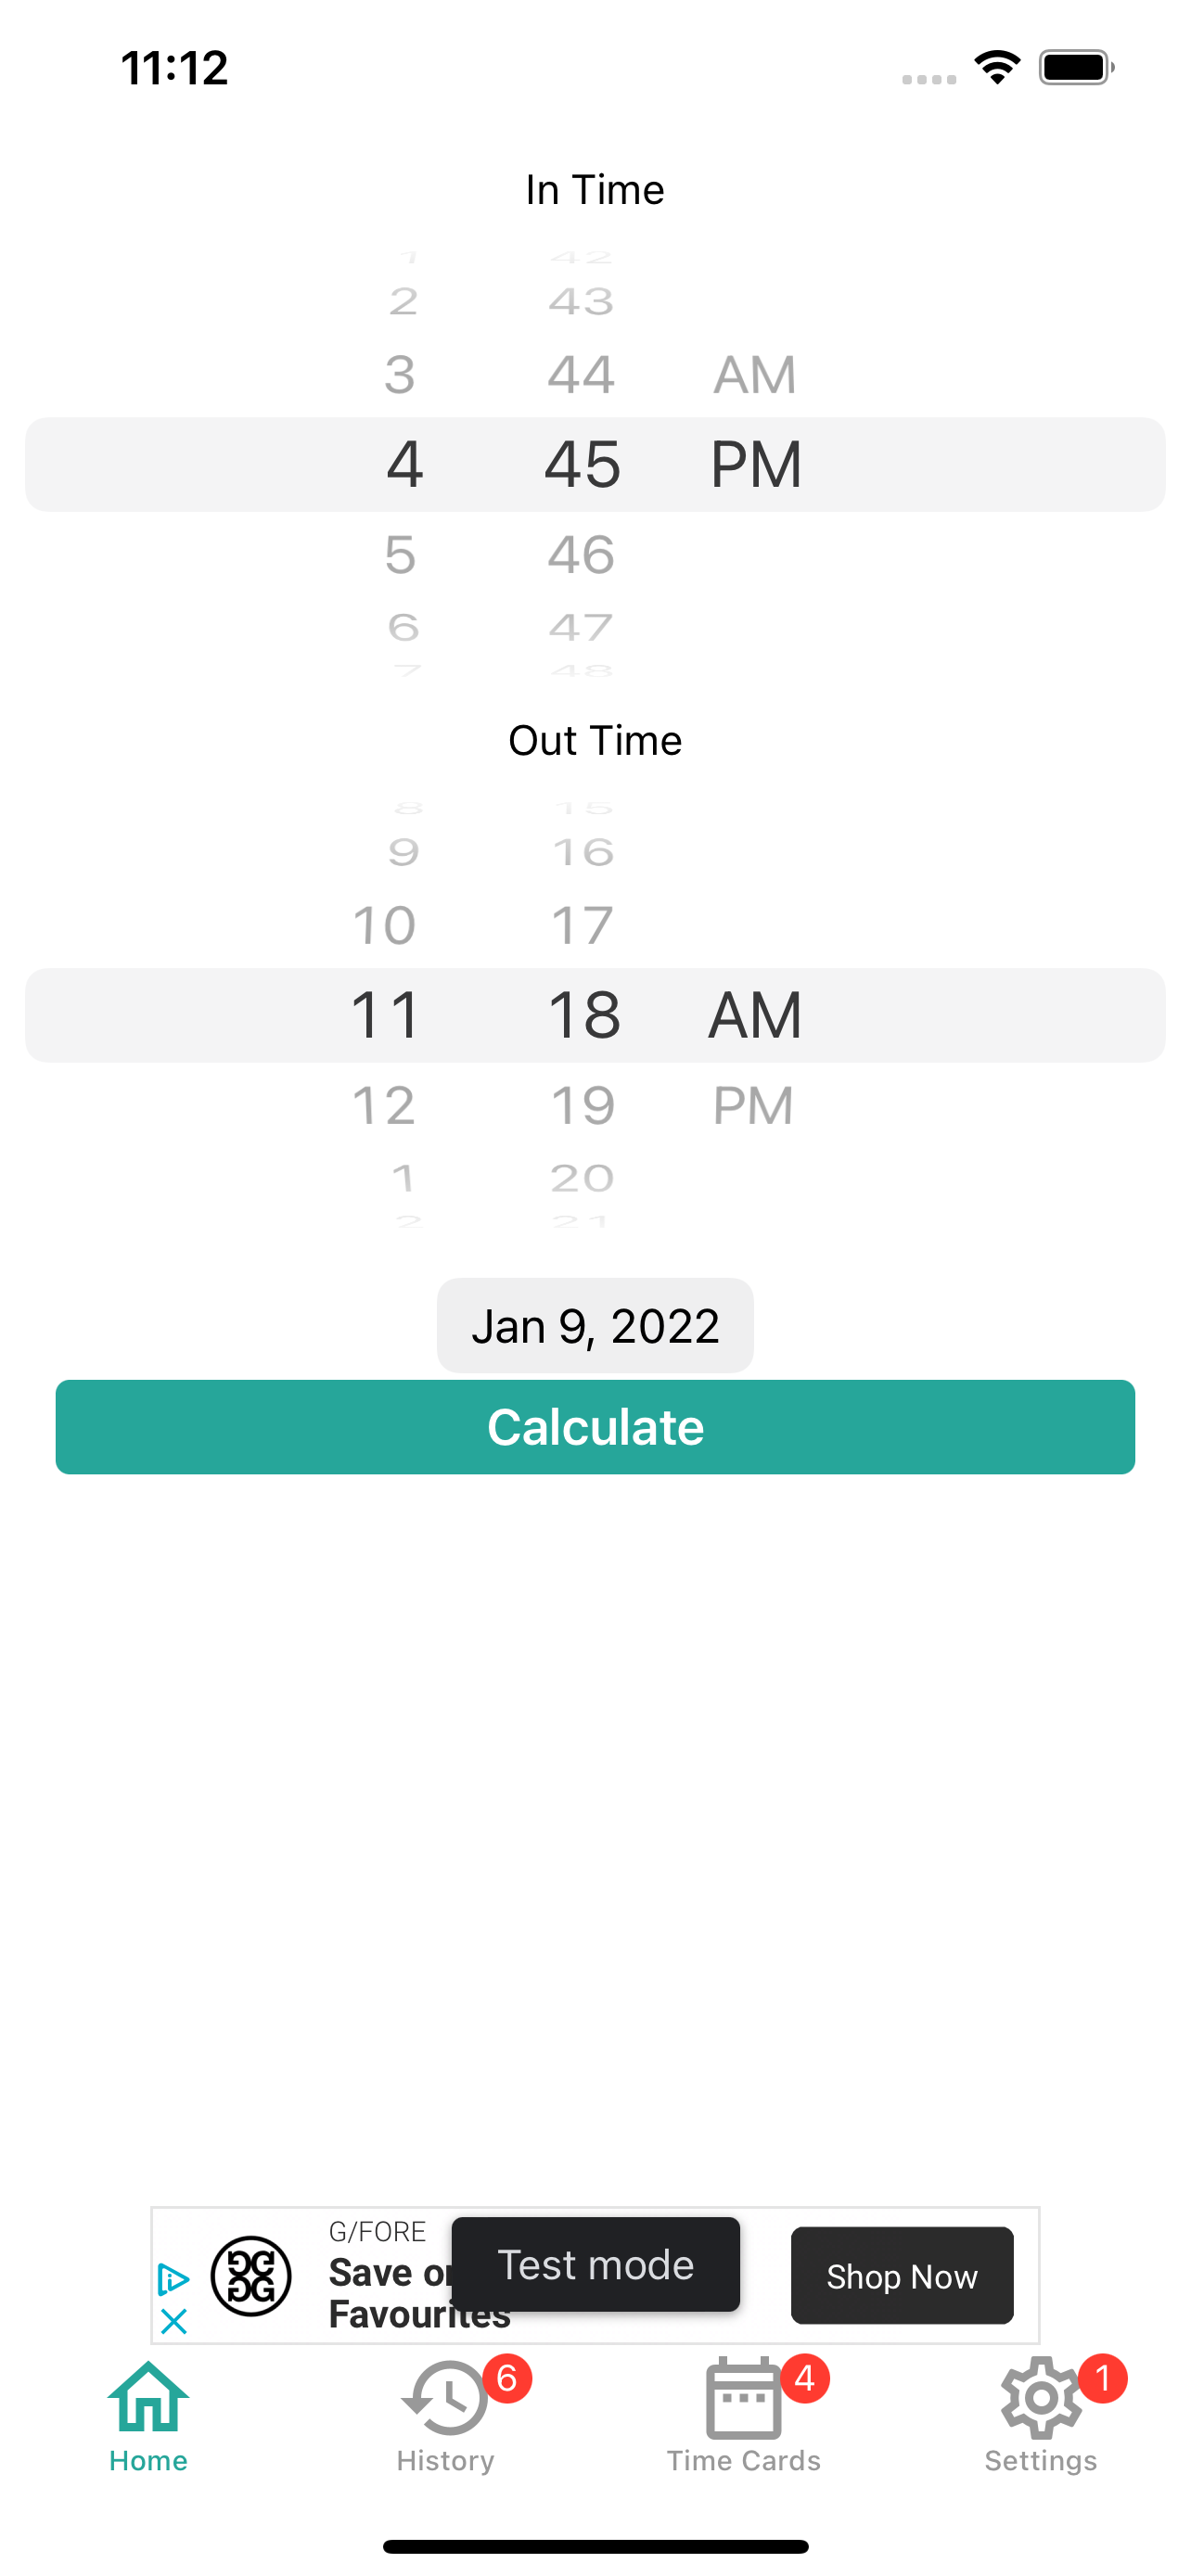 11:12
In Time
1 42
2 43
3 44 AM
4 45 PM
5 46
6 47
7 48
Out Time
8 15
9 16
10 17
11 18 AM
12 19 PM
1 20
2 21
Jan 9, 2022
Calculate
G/FORE
Save
Favourites
Test mode
Shop Now
6
4
1
Home
History
Time Cards
Settings